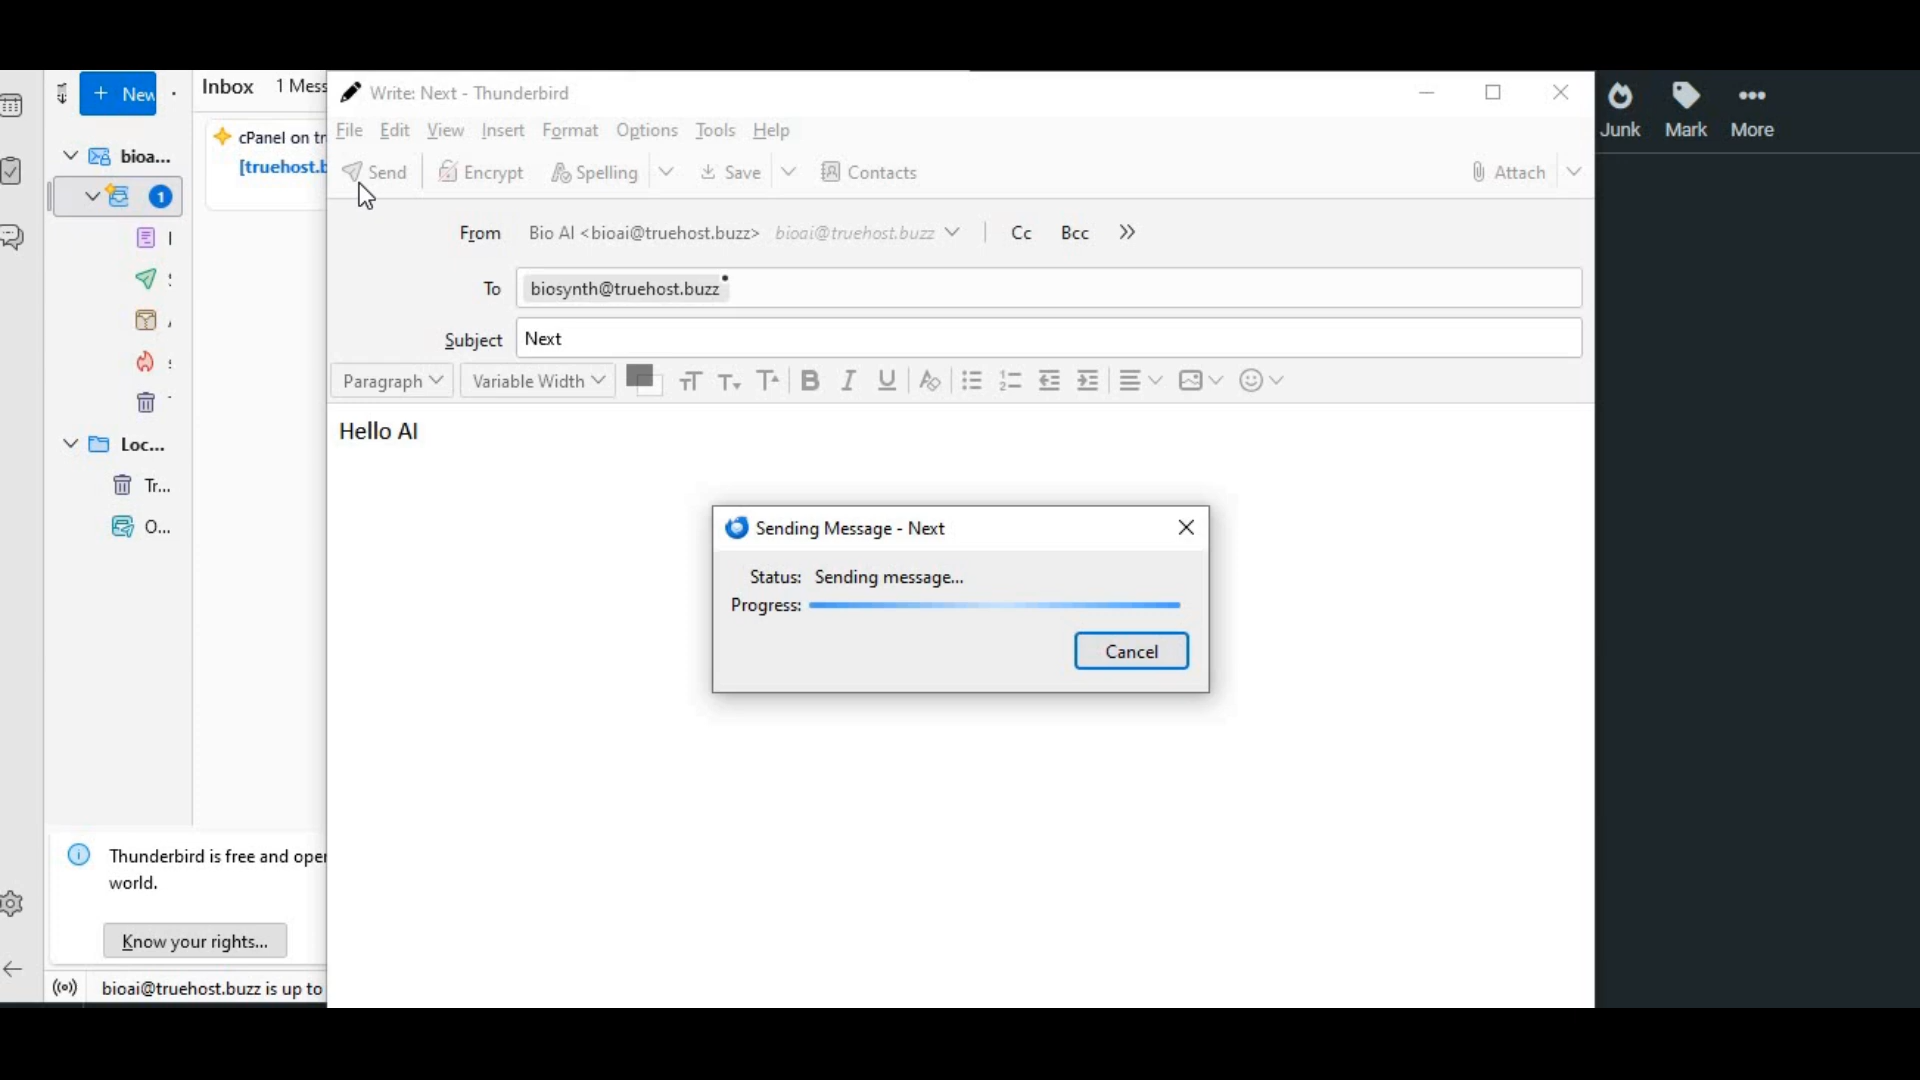 New
Inbox 1 Mess
cPanel on tr
[truehost.b
bioa...
1
Loc...
Tr...
O...
Thunderbird is free and oper
world.
Know your rights...
bioai@truehost.buzz is up to
Write: Next - Thunderbird
File Edit View Insert Format Options Tools Help
Send Encrypt Spelling Save Contacts Attach
From Bio AI <bioai@truehost.buzz> bioai@truehost.buzz Cc Bcc
To biosynth@truehost.buzz
Subject Next
Paragraph Variable Width
Hello AI
Sending Message - Next
Status: Sending message...
Progress:
Cancel
Junk Mark More